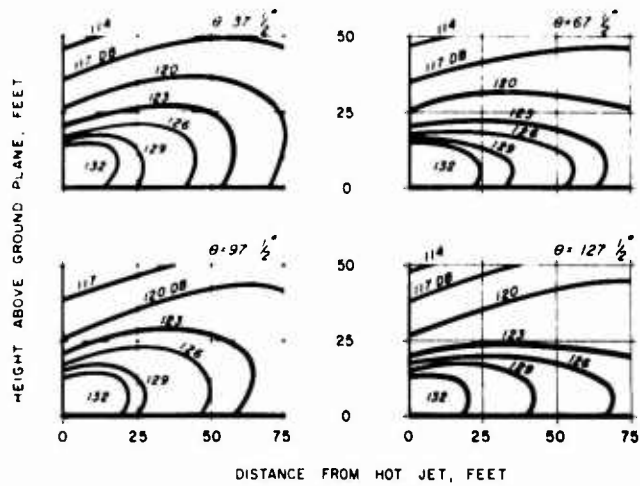 HEIGHT ABOVE GROUND PLANE, FEET
θ = 37 1/2°
114
117 DB
120
123
126
129
132
50
25
0
θ = 67 1/2°
114
117 DB
120
123
126
129
132
θ = 97 1/2°
117
120 DB
123
126
129
132
50
25
0
0 25 50 75
θ = 127 1/2°
114
117 DB
120
123
126
129
132
0 25 50 75
DISTANCE FROM HOT JET, FEET